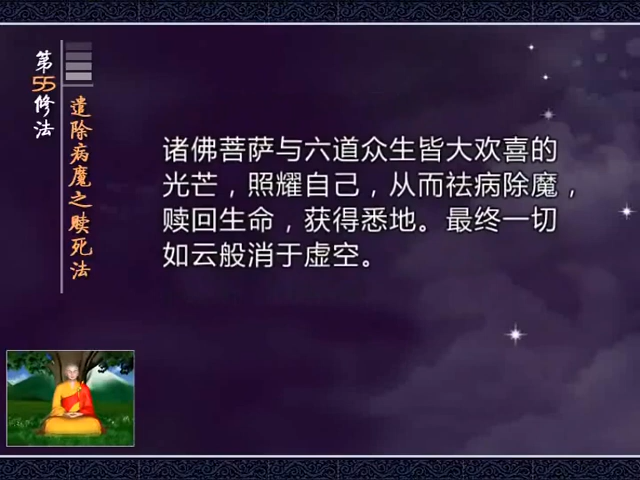 第55修法
遣除病魔之赎死法
诸佛菩萨与六道众生皆大欢喜的
光芒，照耀自己，从而祛病除魔，
赎回生命，获得悉地。最终一切
如云般消于虚空。